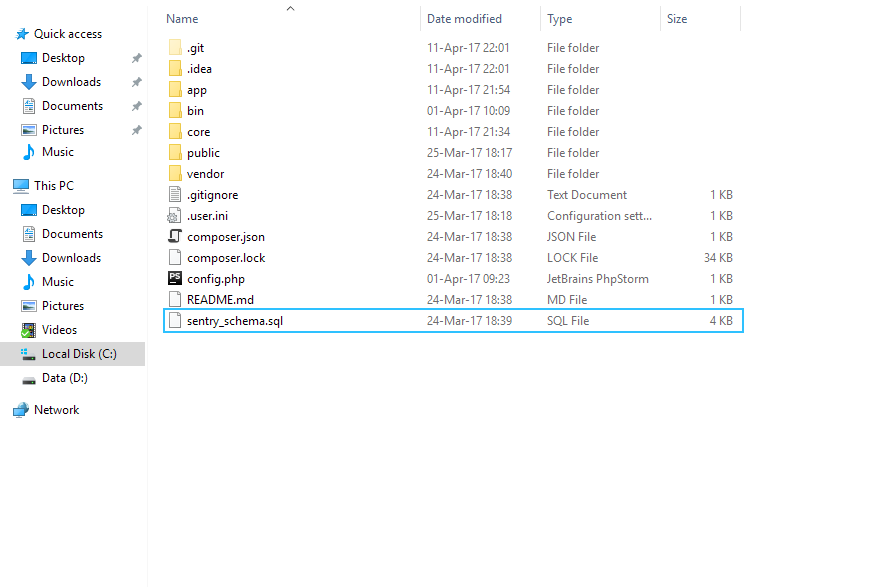 Name Date modified Type Size
Quick access
Desktop
Downloads
Documents
Pictures
Music
This PC
Desktop
Documents
Downloads
Music
Pictures
Videos
Local Disk (C:)
Data (D:)
Network
.git 11-Apr-17 22:01 File folder
.idea 11-Apr-17 22:01 File folder
app 11-Apr-17 21:54 File folder
bin 01-Apr-17 10:09 File folder
core 11-Apr-17 21:34 File folder
public 25-Mar-17 18:17 File folder
vendor 24-Mar-17 18:40 File folder
.gitignore 24-Mar-17 18:38 Text Document 1 KB
.user.ini 25-Mar-17 18:18 Configuration sett... 1 KB
composer.json 24-Mar-17 18:38 JSON File 1 KB
composer.lock 24-Mar-17 18:38 LOCK File 34 KB
PS config.php 01-Apr-17 09:23 JetBrains PhpStorm 1 KB
README.md 24-Mar-17 18:38 MD File 1 KB
sentry_schema.sql 24-Mar-17 18:39 SQL File 4 KB